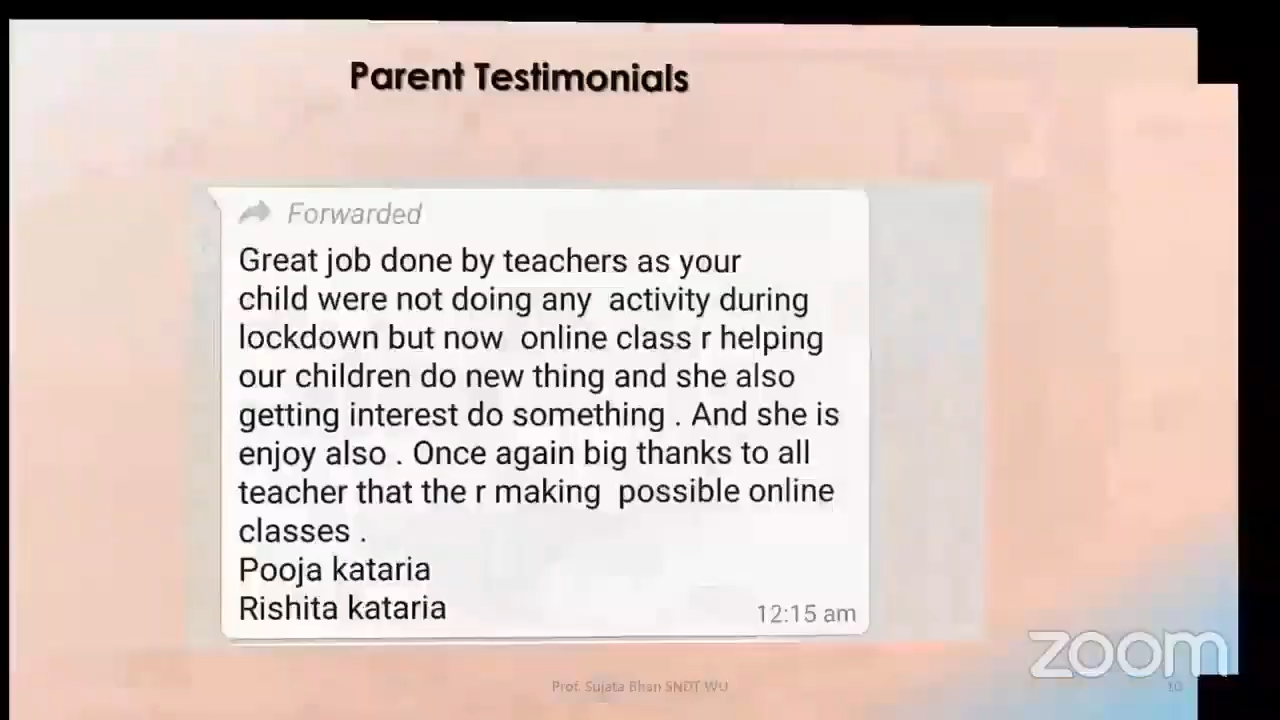 Parent Testimonials
Forwarded
Great job done by teachers as your
child were not doing any activity during
lockdown but now online class r helping
our children do new thing and she also
getting interest do something . And she is
enjoy also . Once again big thanks to all
teacher that the r making possible online
classes .
Pooja kataria
Rishita kataria
12:15 am
zoom
Prof. Sujata Bhan SNDT WU
10